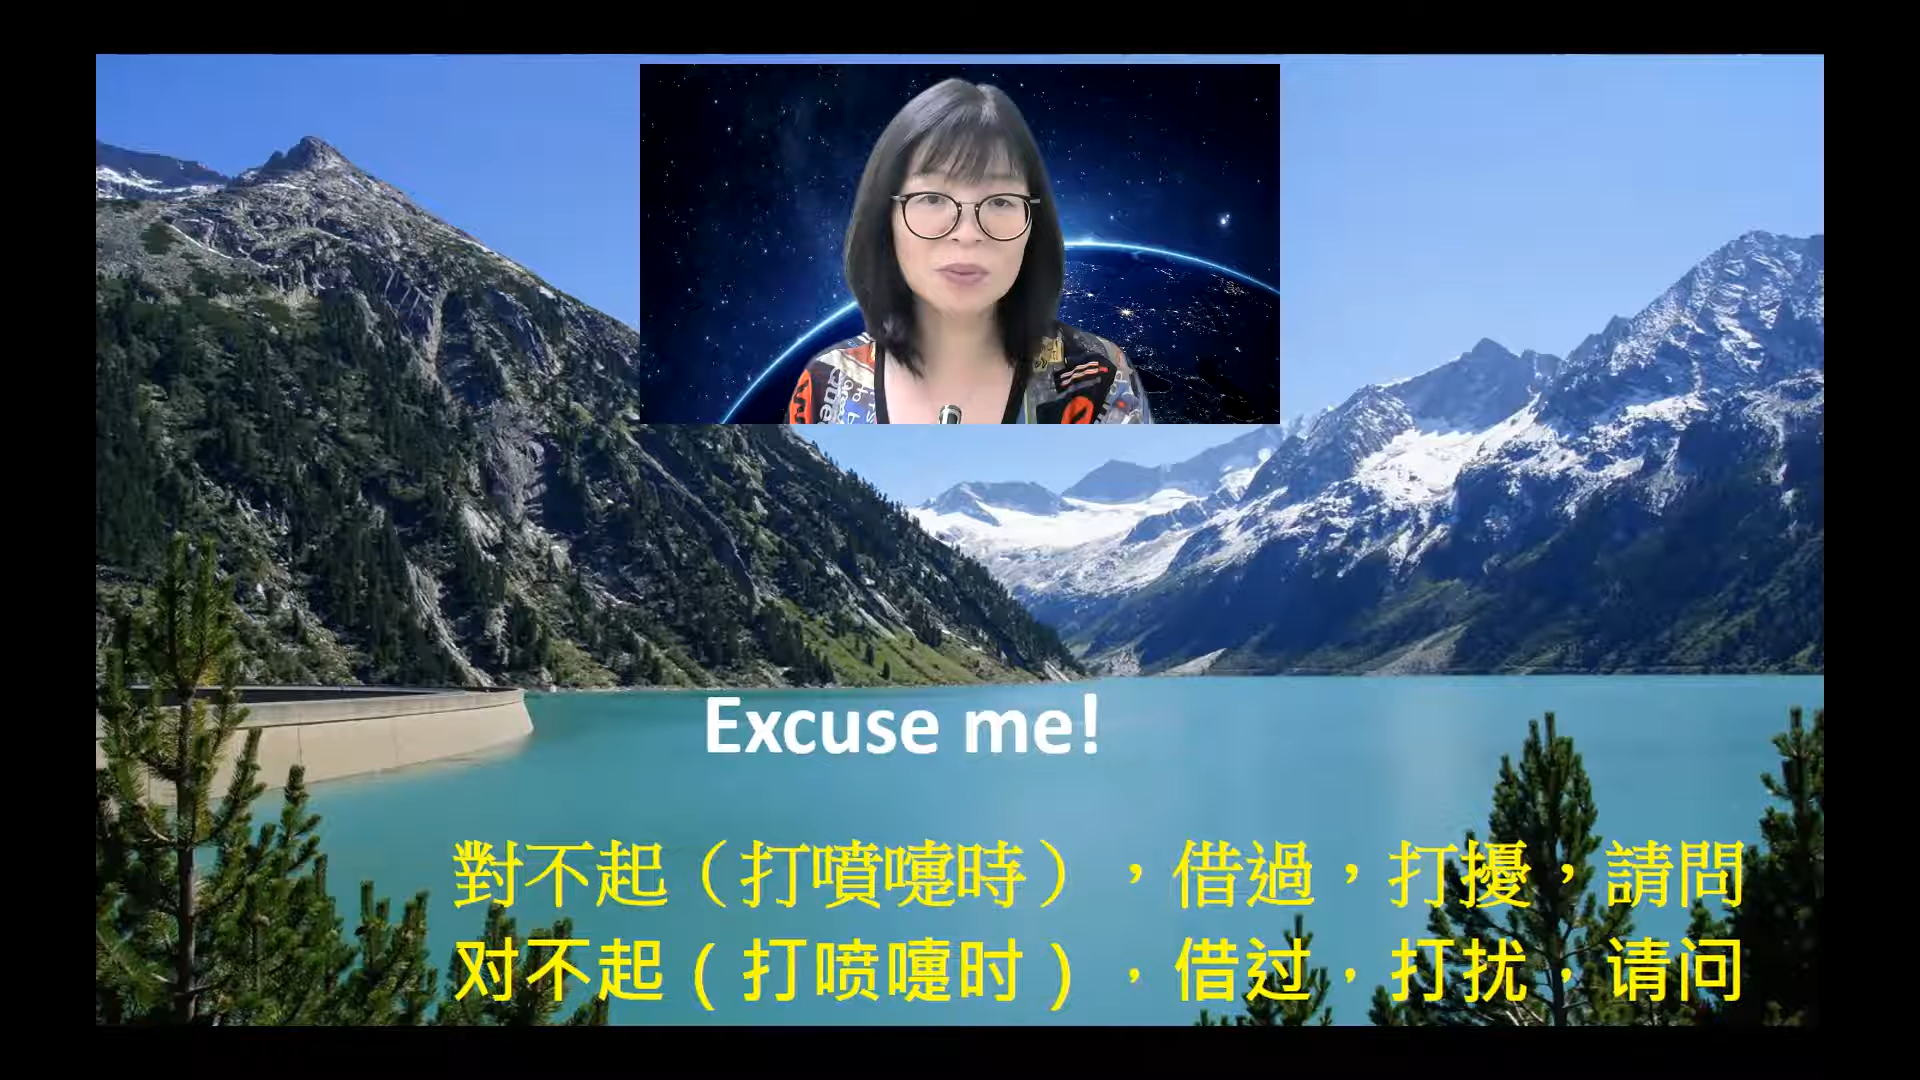 Excuse me!
對不起（打噴嚏時），借過，打擾，請問
对不起（打喷嚏时），借过，打扰，请问